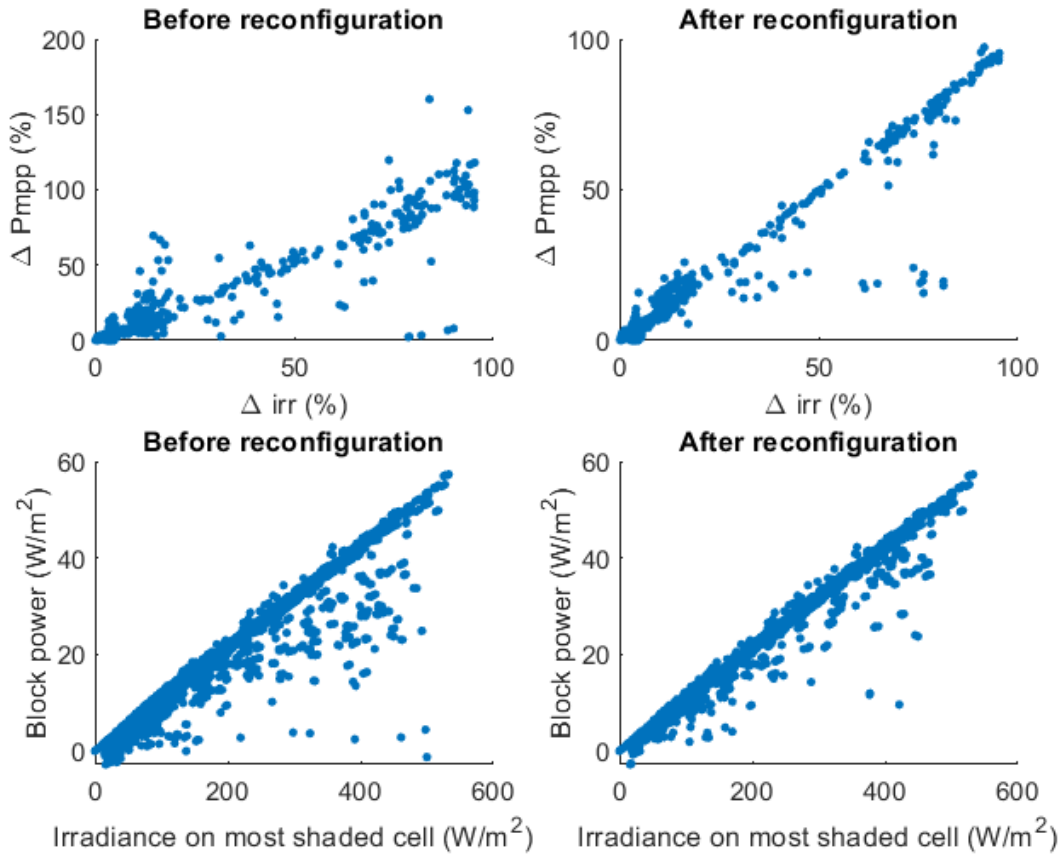 Before reconfiguration
After reconfiguration
200
150
100
50
0
Δ Pmpp (%)
0
50
100
Δ irr (%)
100
50
0
Δ Pmpp (%)
0
50
100
Δ irr (%)
Before reconfiguration
After reconfiguration
60
40
20
0
Block power (W/m²)
0
200
400
600
Irradiance on most shaded cell (W/m²)
60
40
20
0
Block power (W/m²)
0
200
400
600
Irradiance on most shaded cell (W/m²)